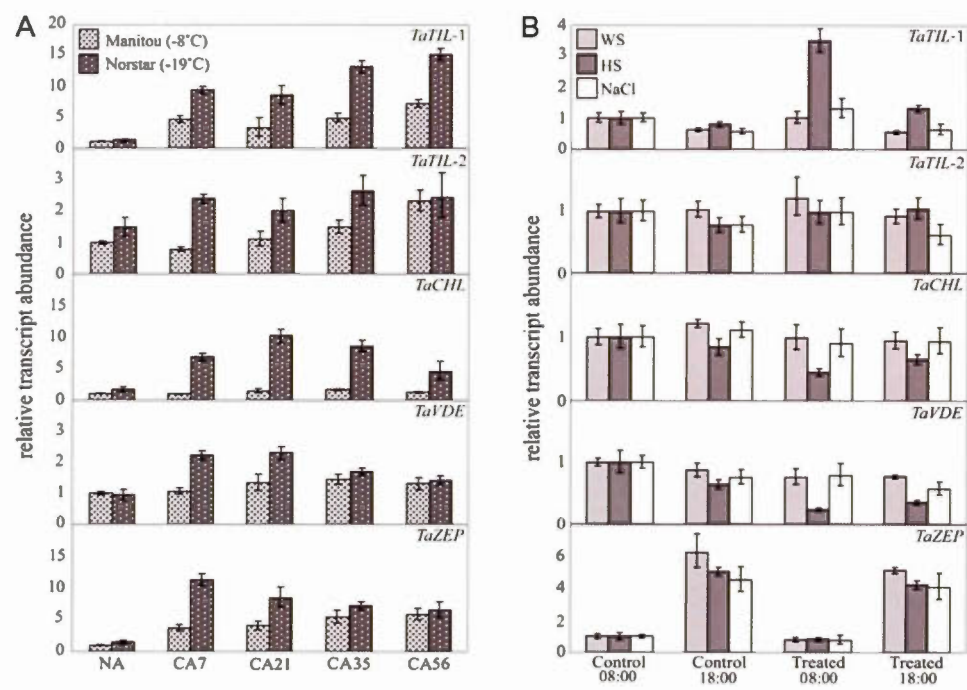 A
B
relative transcript abundance
20
15
10
5
0
TaTIL-1
Manitou (-8°C)
Norstar (-19°C)
3
2
1
0
TaTIL-2
15
10
5
0
TaCHL
3
2
1
0
TaVDE
15
10
5
0
TaZEP
NA CA7 CA21 CA35 CA56
relative transcript abundance
4
3
2
1
0
TaTIL-1
WS
HS
NaCl
1
0
TaTIL-2
1
0
TaCHL
1
0
TaVDE
6
4
2
0
TaZEP
Control Control Treated Treated
08:00 18:00 08:00 18:00